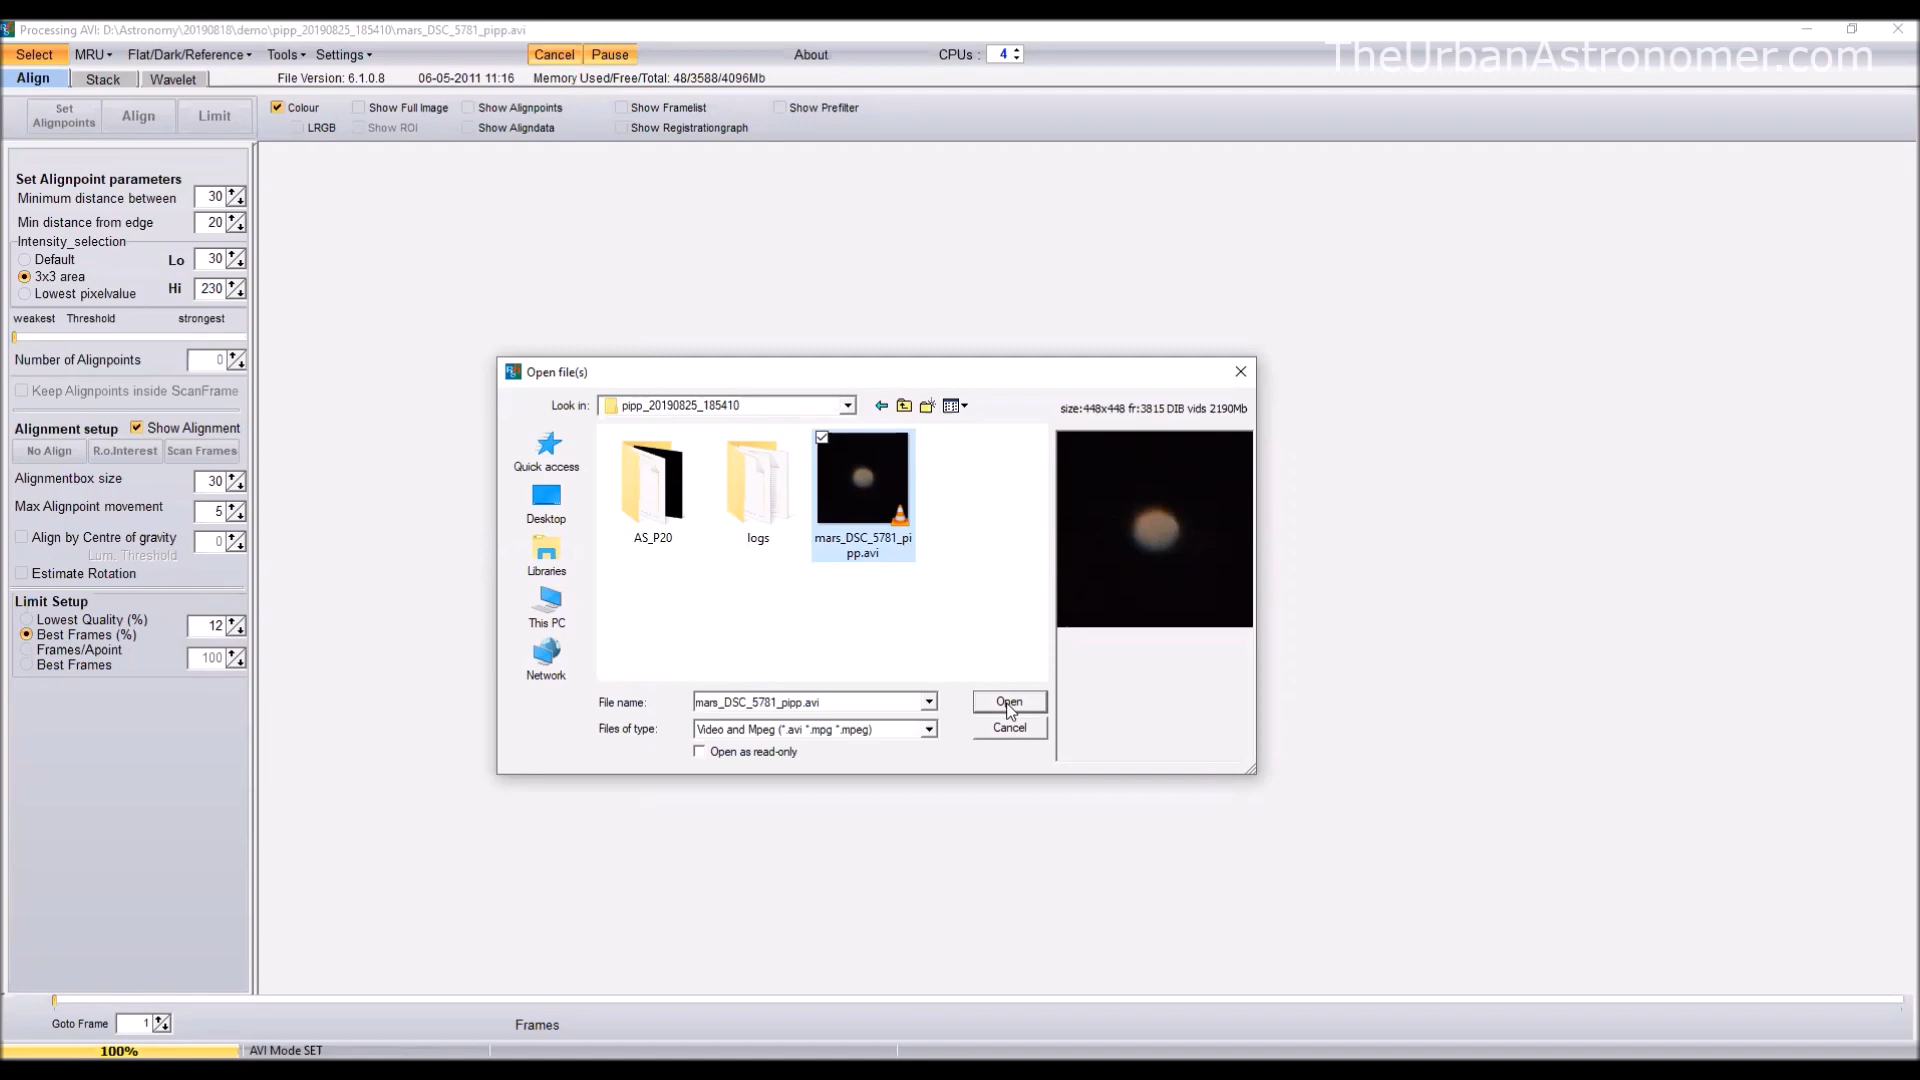 Processing AVI: D:\Astronomy\20190818\demo\pipp_20190825_185410\mars_DSC_5781_pipp.avi
Select MRU Flat/Dark/Reference Tools Settings Cancel Pause About CPUs : 4
TheUrbanAstronomer.com
Align Stack Wavelet File Version: 6.1.0.8 06-05-2011 11:16 Memory Used/Free/Total: 48/3588/4096Mb
Set Alignpoints Align Limit
Colour Show Full Image Show Alignpoints Show Framelist Show Prefilter
LRGB Show ROI Show Aligndata Show Registrationgraph
Set Alignpoint parameters
Minimum distance between 30
Min distance from edge 20
Intensity_selection
Default Lo 30
3x3 area
Lowest pixelvalue Hi 230
weakest Threshold strongest
Number of Alignpoints 0
Keep Alignpoints inside ScanFrame
Alignment setup Show Alignment
No Align R.o.Interest Scan Frames
Alignmentbox size 30
Max Alignpoint movement 5
Align by Centre of gravity 0
Lum. Threshold
Estimate Rotation
Limit Setup
Lowest Quality (%)
Best Frames (%) 12
Frames/Apoint
Best Frames 100
Open file(s)
Look in: pipp_20190825_185410
size:448x448 fr:3815 DIB vids 2190Mb
Quick access
Desktop
Libraries
This PC
Network
AS_P20
logs
mars_DSC_5781_pi
pp.avi
File name: mars_DSC_5781_pipp.avi Open
Files of type: Video and Mpeg (*.avi *.mpg *.mpeg) Cancel
Open as read-only
Goto Frame 1 Frames
100% AVI Mode SET